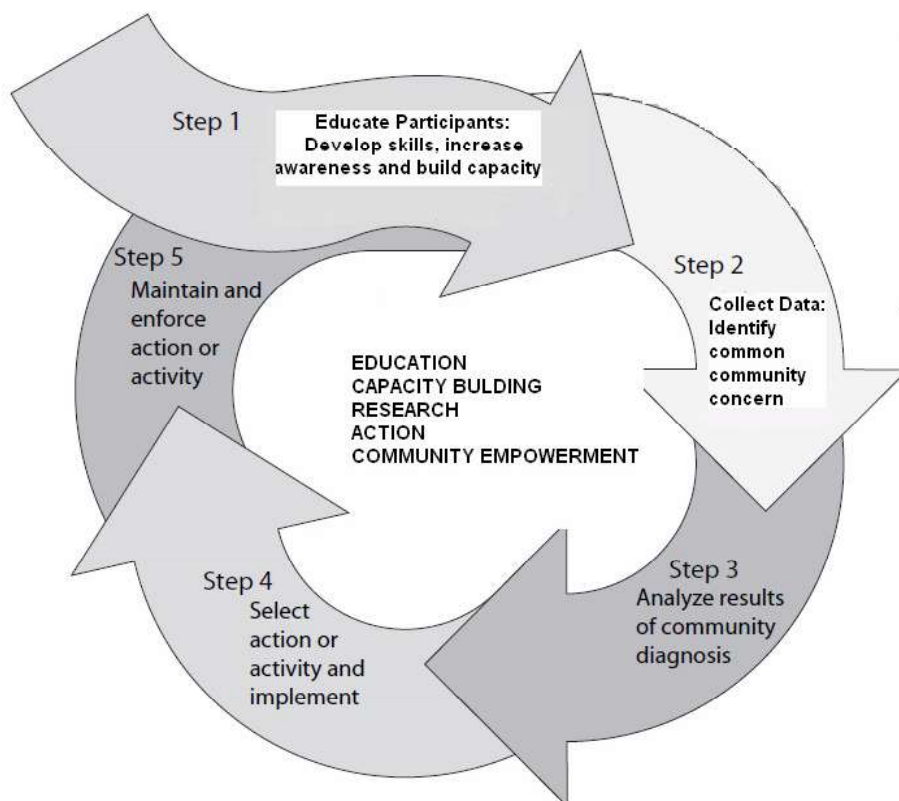 Step 1
Educate Participants:
Develop skills, increase
awareness and build capacity
Step 2
Collect Data:
Identify
common
community
concern
Step 3
Analyze results
of community
diagnosis
Step 4
Select
action or
activity and
implement
Step 5
Maintain and
enforce
action or
activity
EDUCATION
CAPACITY BULDING
RESEARCH
ACTION
COMMUNITY EMPOWERMENT